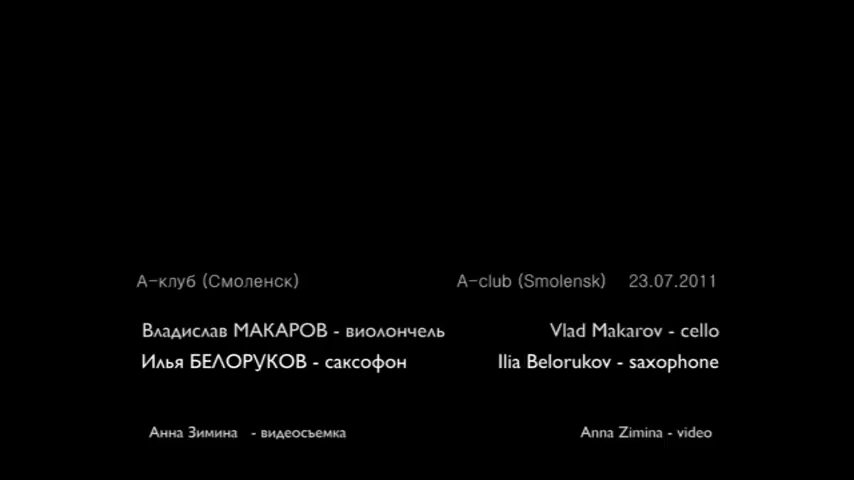 А-клуб (Смоленск) A-club (Smolensk) 23.07.2011
Владислав МАКАРОВ - виолончель Vlad Makarov - cello
Илья БЕЛОРУКОВ - саксофон Ilia Belorukov - saxophone
Анна Зимина - видеосъемка Anna Zimina - video